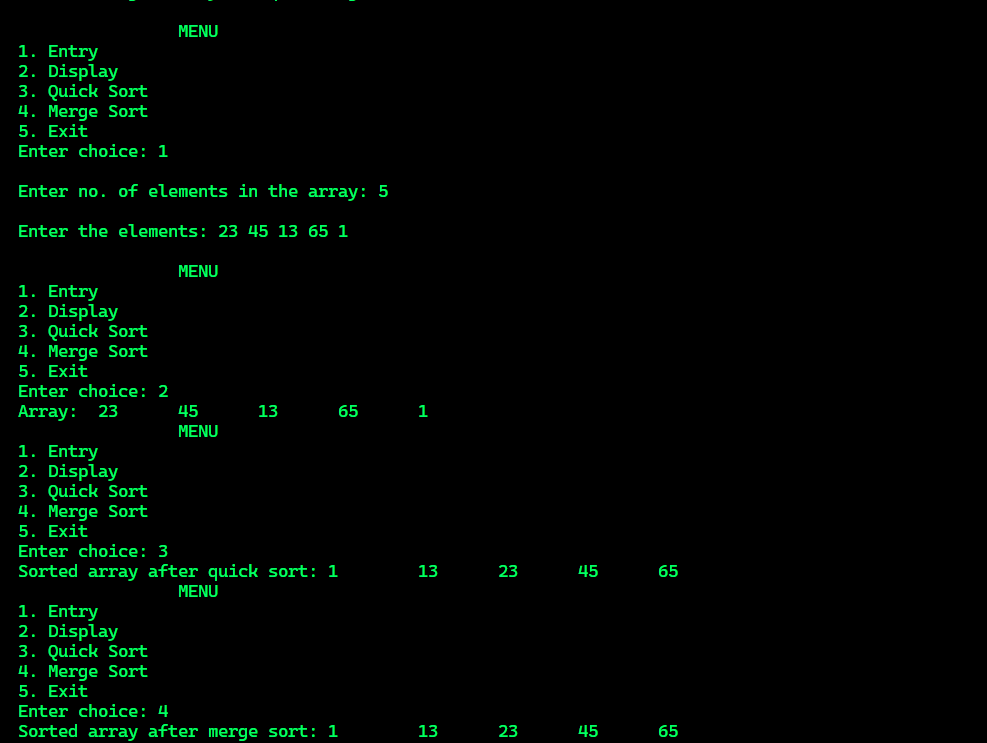 MENU
1. Entry
2. Display
3. Quick Sort
4. Merge Sort
5. Exit
Enter choice: 1
Enter no. of elements in the array: 5
Enter the elements: 23 45 13 65 1
MENU
1. Entry
2. Display
3. Quick Sort
4. Merge Sort
5. Exit
Enter choice: 2
Array:  23      45      13      65      1
MENU
1. Entry
2. Display
3. Quick Sort
4. Merge Sort
5. Exit
Enter choice: 3
Sorted array after quick sort: 1        13      23      45      65
MENU
1. Entry
2. Display
3. Quick Sort
4. Merge Sort
5. Exit
Enter choice: 4
Sorted array after merge sort: 1        13      23      45      65